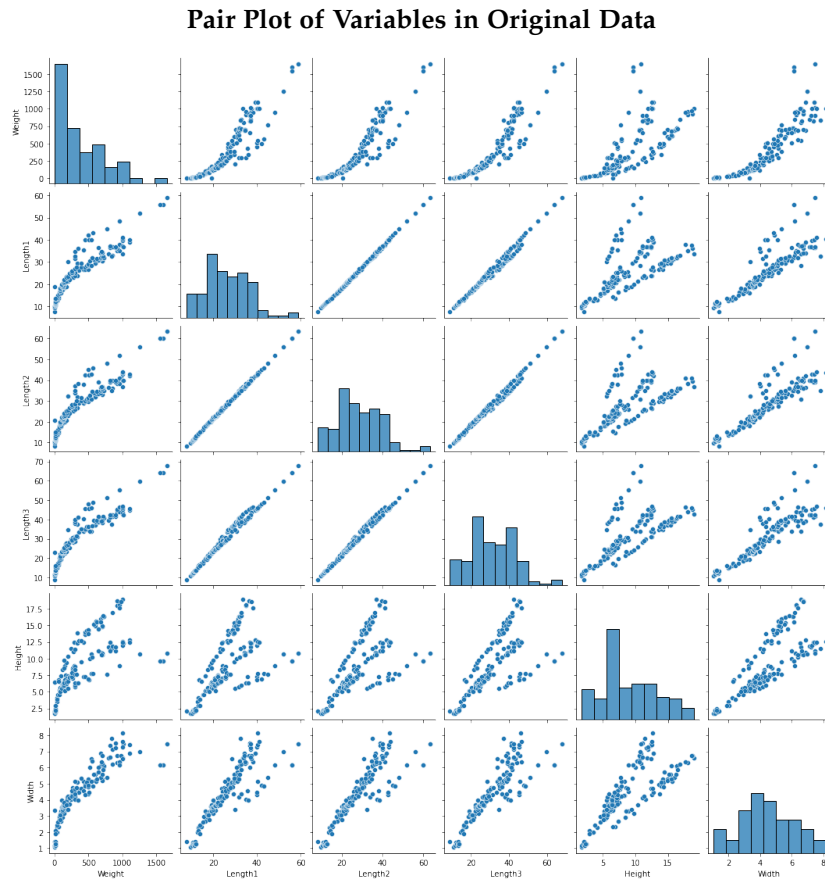 Pair Plot of Variables in Original Data
1500
1250
1000
750
500
250
0
Weight
60
50
40
30
20
10
Length1
60
50
40
30
20
10
Length2
70
60
50
40
30
20
10
Length3
17.5
15.0
12.5
10.0
7.5
5.0
2.5
Height
8
7
6
5
4
3
2
1
Width
0 500 1000 1500
20 40 60
20 40 60
20 40 60
5 10 15
2 4 6 8
Weight Length1 Length2 Length3 Height Width